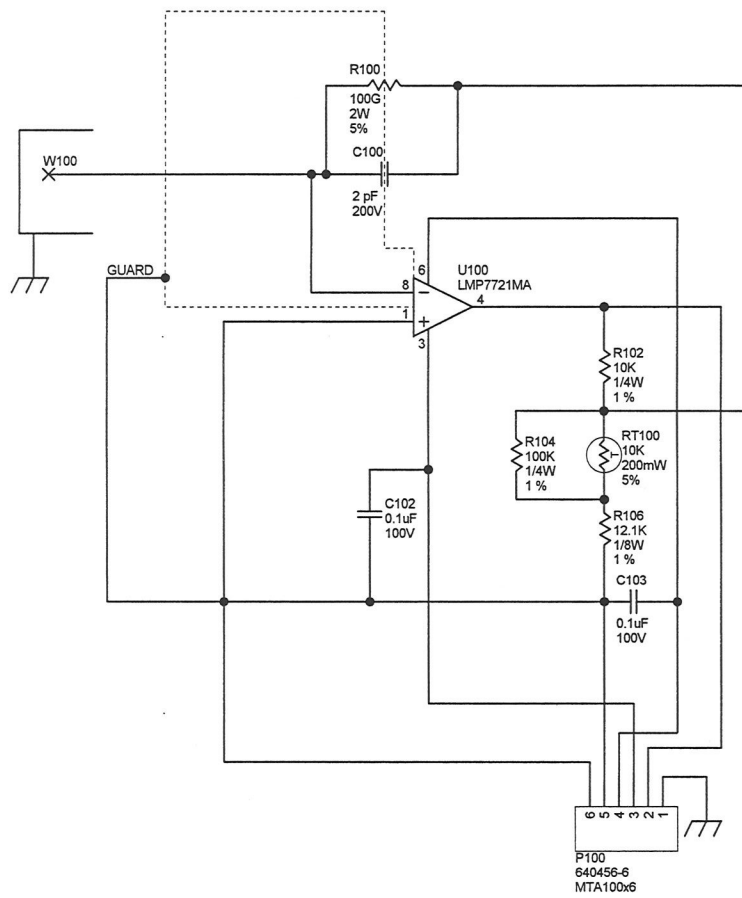 R100
100G
2W
5%
C100
2 pF
200V
W100
GUARD
6
U100
LMP7721MA
8
4
1
3
R102
10K
1/4W
1 %
R104
100K
1/4W
1 %
RT100
10K
200mW
5%
T
C102
0.1uF
100V
R106
12.1K
1/8W
1 %
C103
0.1uF
100V
6 5 4 3 2 1
P100
640456-6
MTA100x6